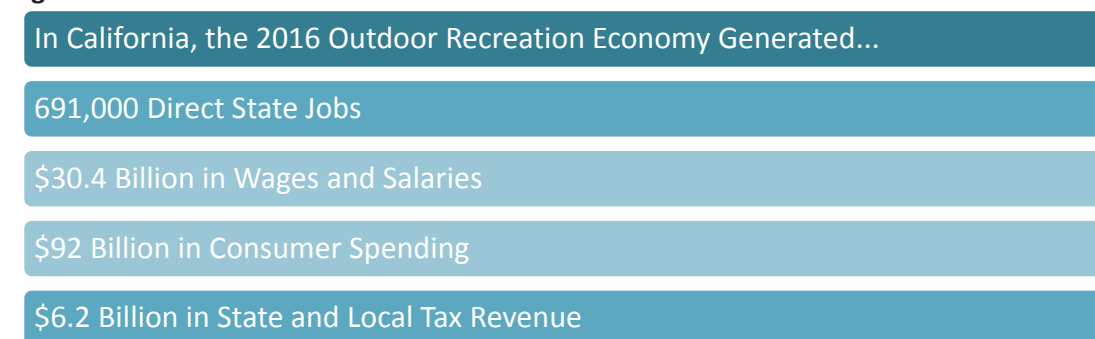 In California, the 2016 Outdoor Recreation Economy Generated...
691,000 Direct State Jobs
$30.4 Billion in Wages and Salaries
$92 Billion in Consumer Spending
$6.2 Billion in State and Local Tax Revenue